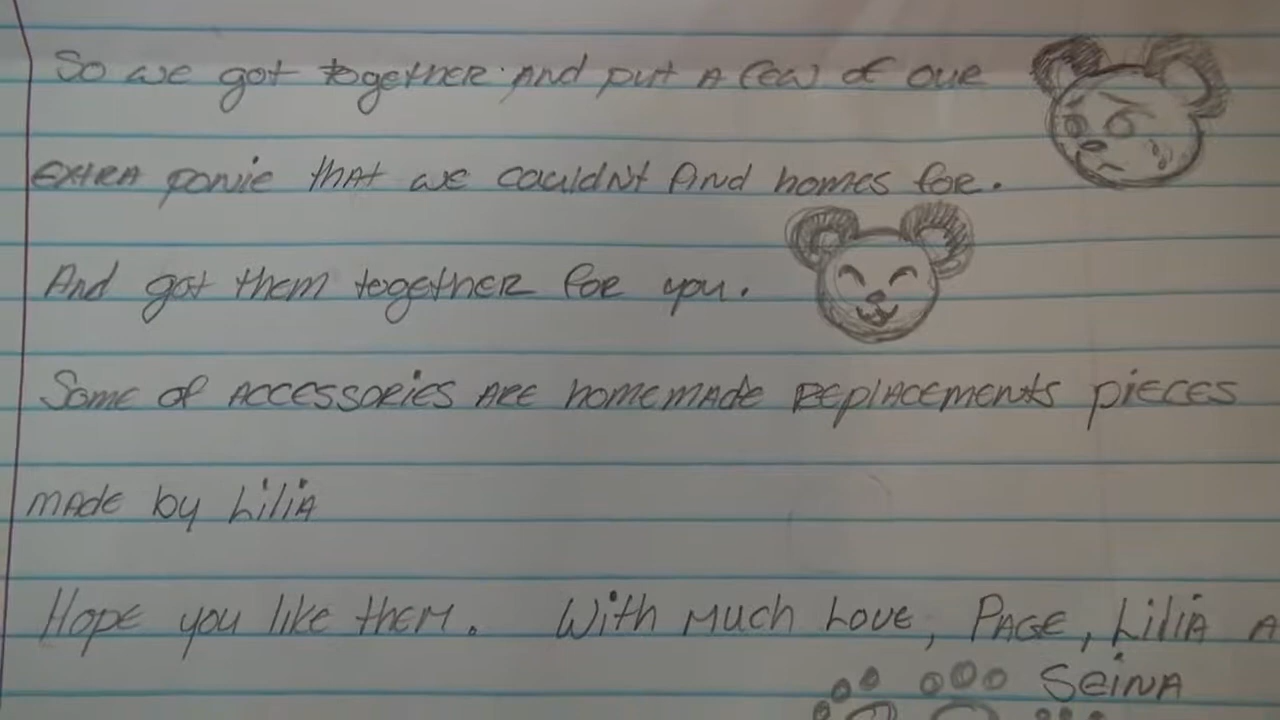 So we got together And put A few of our
EXTRA ponie that we couldn't find homes for.
And got them together for you.
Some of ACCESSORIES ARE homemade REplACEMENts pieces
made by Lilia
Hope you like them. With Much Love, PAGE, Lilia A
SEINA